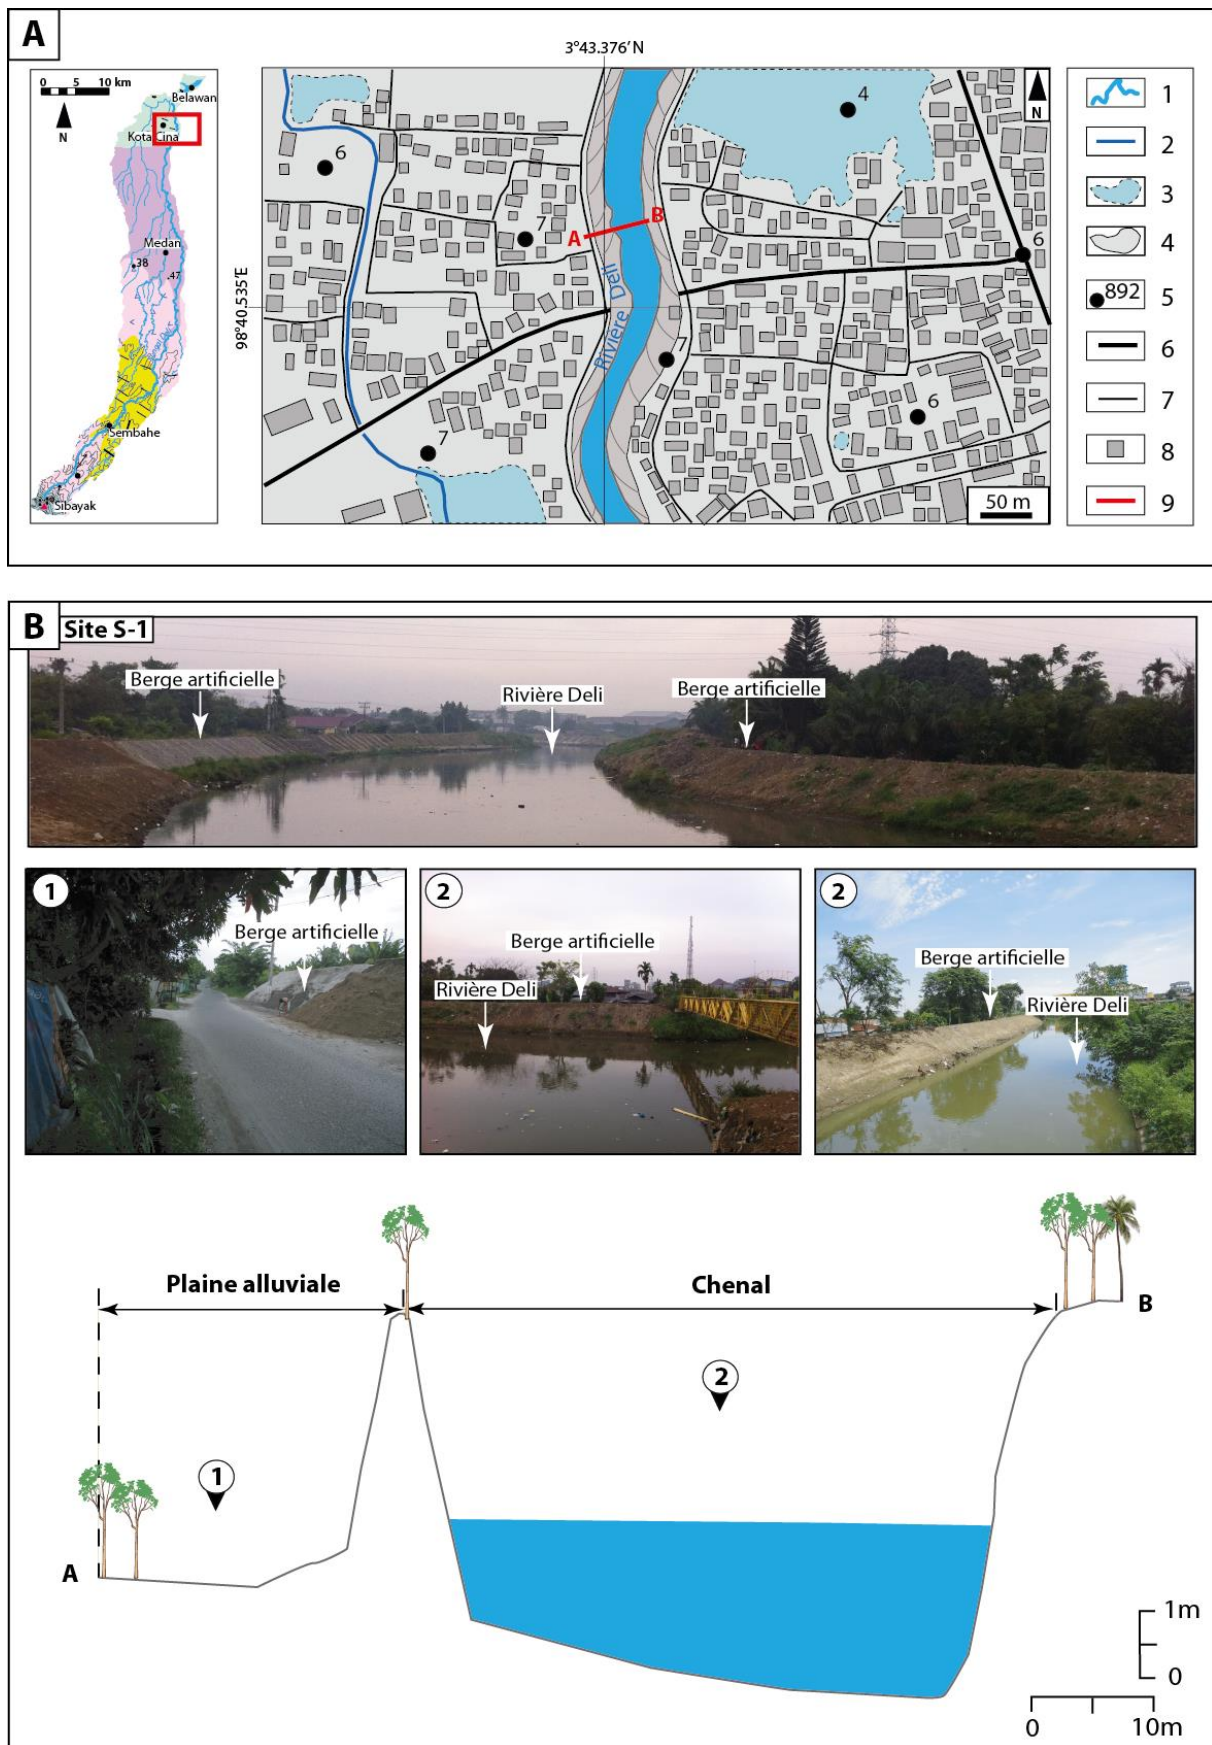 A
3°43.376′N
0 5 10 km
N
Belawan
Kota Cina
Medan
.38
.47
Sembahe
Sibayak
98°40.535′E
4
N
6
7
A
B
6
Rivière Deli
7
6
7
50 m
1
2
3
4
892
5
6
7
8
9
B
Site S-1
Berge artificielle
Rivière Deli
Berge artificielle
1
Berge artificielle
2
Berge artificielle
Rivière Deli
2
Berge artificielle
Rivière Deli
Plaine alluviale
Chenal
B
2
1
A
1m
0
0
10m